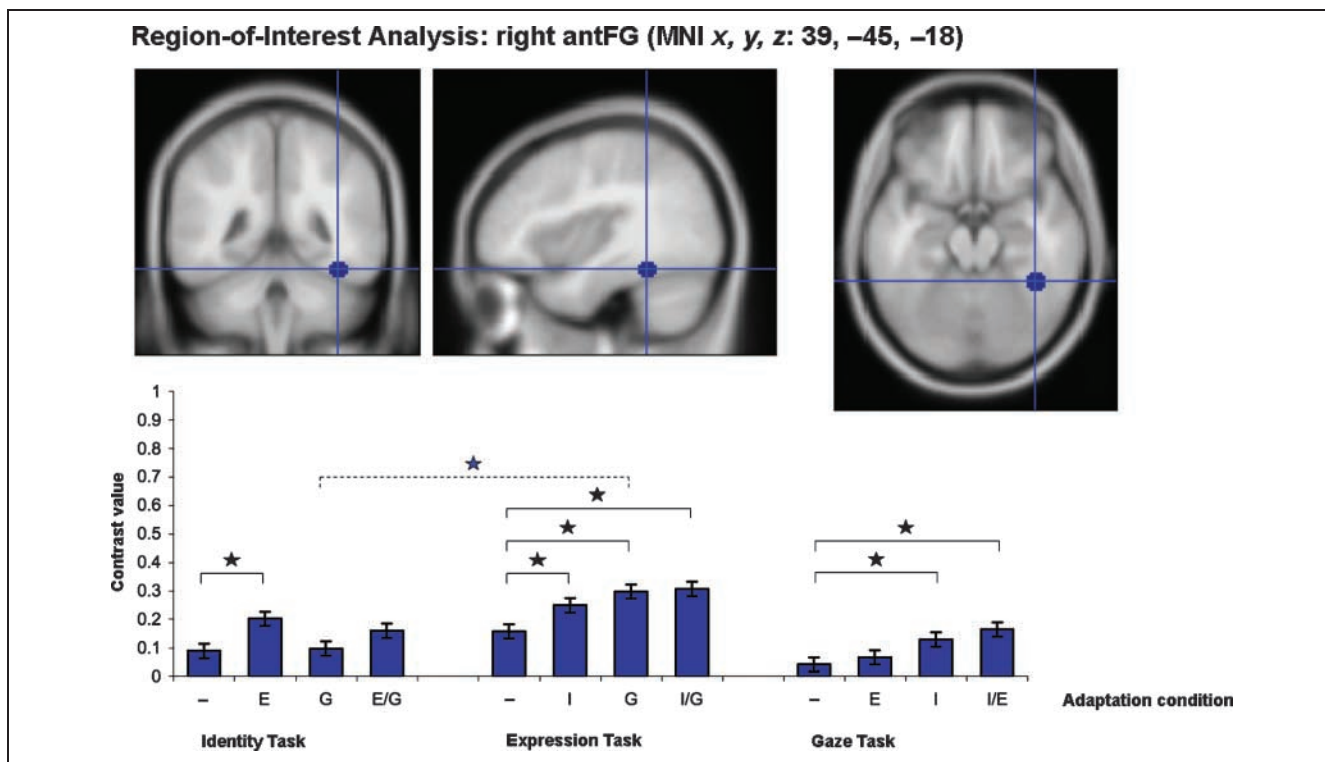 Region-of-Interest Analysis: right antFG (MNI x, y, z: 39, –45, –18)
1
0.9
0.8
0.7
0.6
0.5
0.4
0.3
0.2
0.1
0
Contrast value
– E G E/G – I G I/G – E I I/E Adaptation condition
Identity Task Expression Task Gaze Task